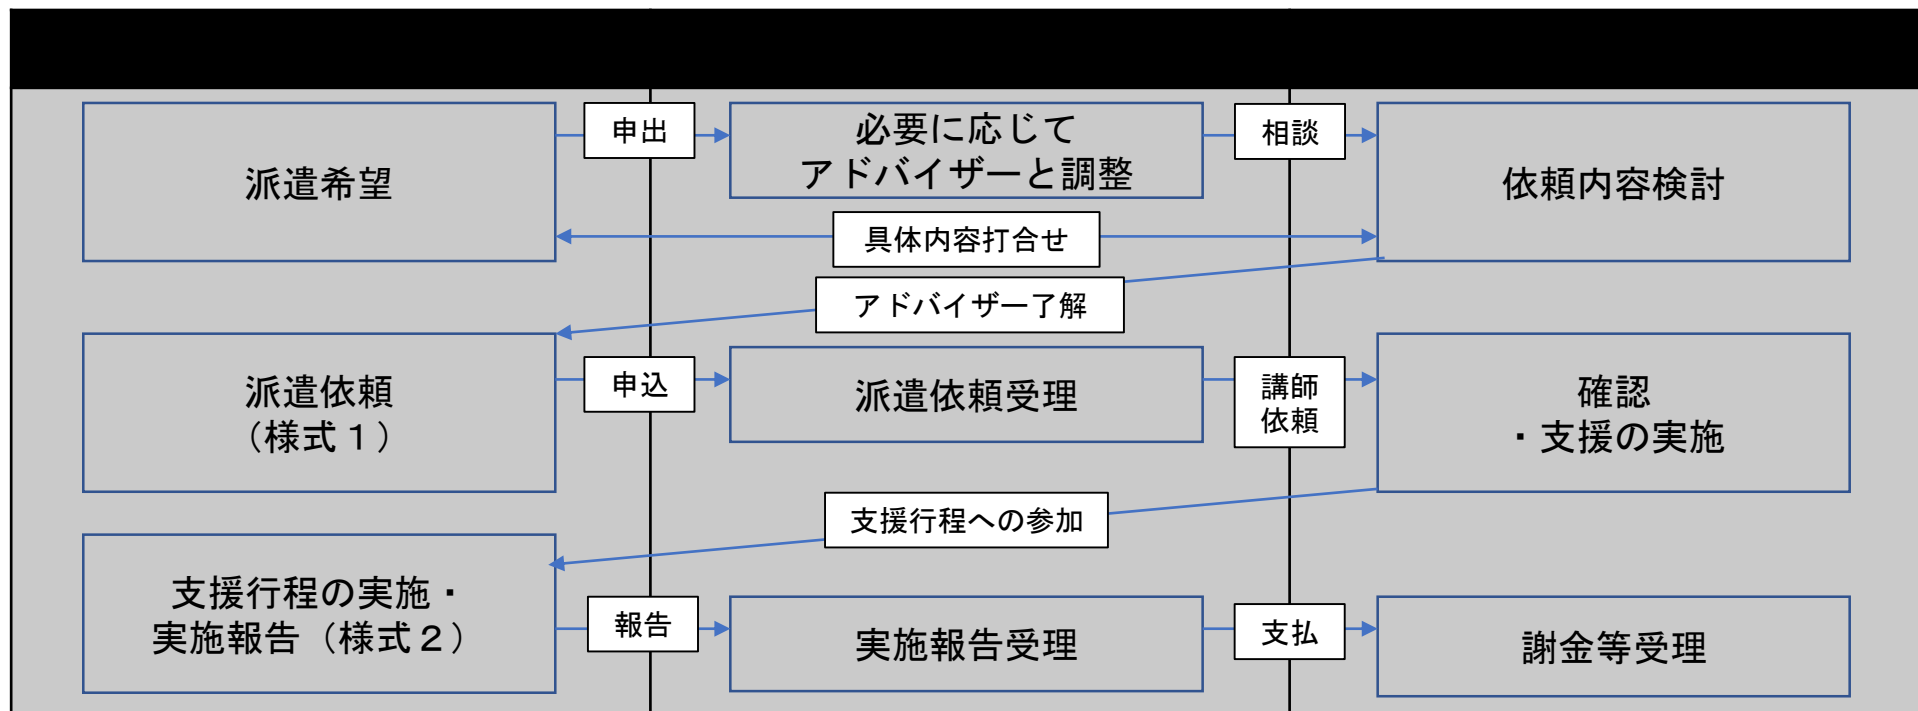 派遣希望
申出
必要に応じて
アドバイザーと調整
相談
依頼内容検討
具体内容打合せ
アドバイザー了解
派遣依頼
（様式１）
申込
派遣依頼受理
講師
依頼
確認
・支援の実施
支援行程への参加
支援行程の実施・
実施報告（様式２）
報告
実施報告受理
支払
謝金等受理